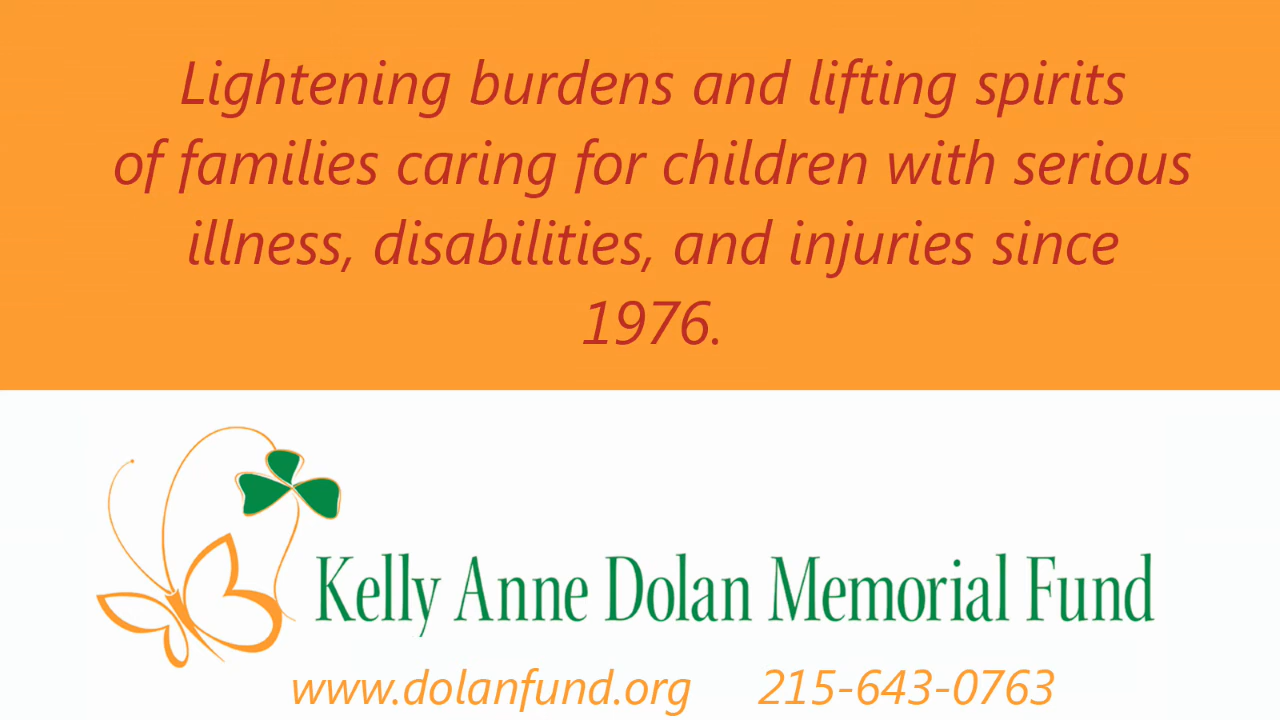 Lightening burdens and lifting spirits
of families caring for children with serious
illness, disabilities, and injuries since
1976.
Kelly Anne Dolan Memorial Fund
www.dolanfund.org 215-643-0763